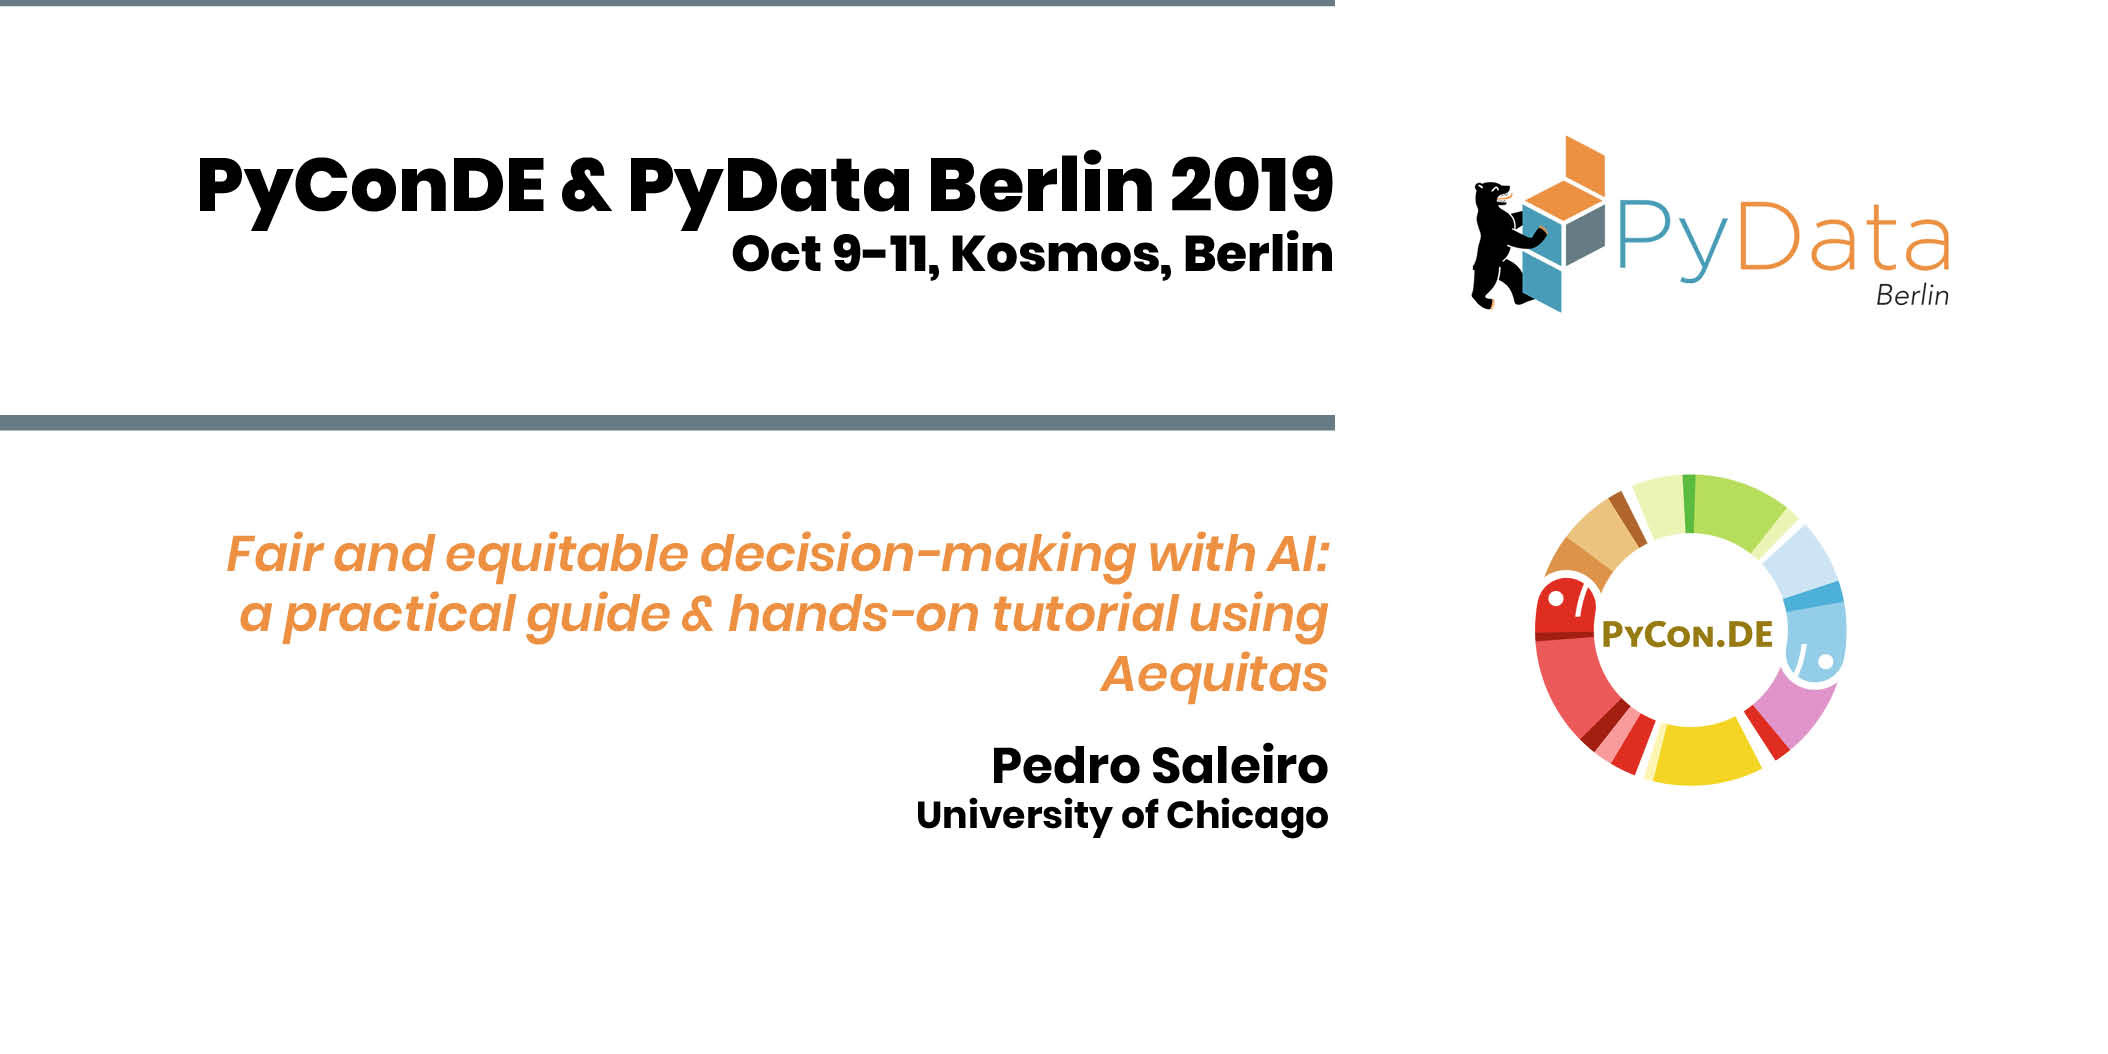 PyConDE & PyData Berlin 2019
Oct 9-11, Kosmos, Berlin
PyData
Berlin
Fair and equitable decision-making with AI:
a practical guide & hands-on tutorial using
Aequitas
PyCon.DE
Pedro Saleiro
University of Chicago